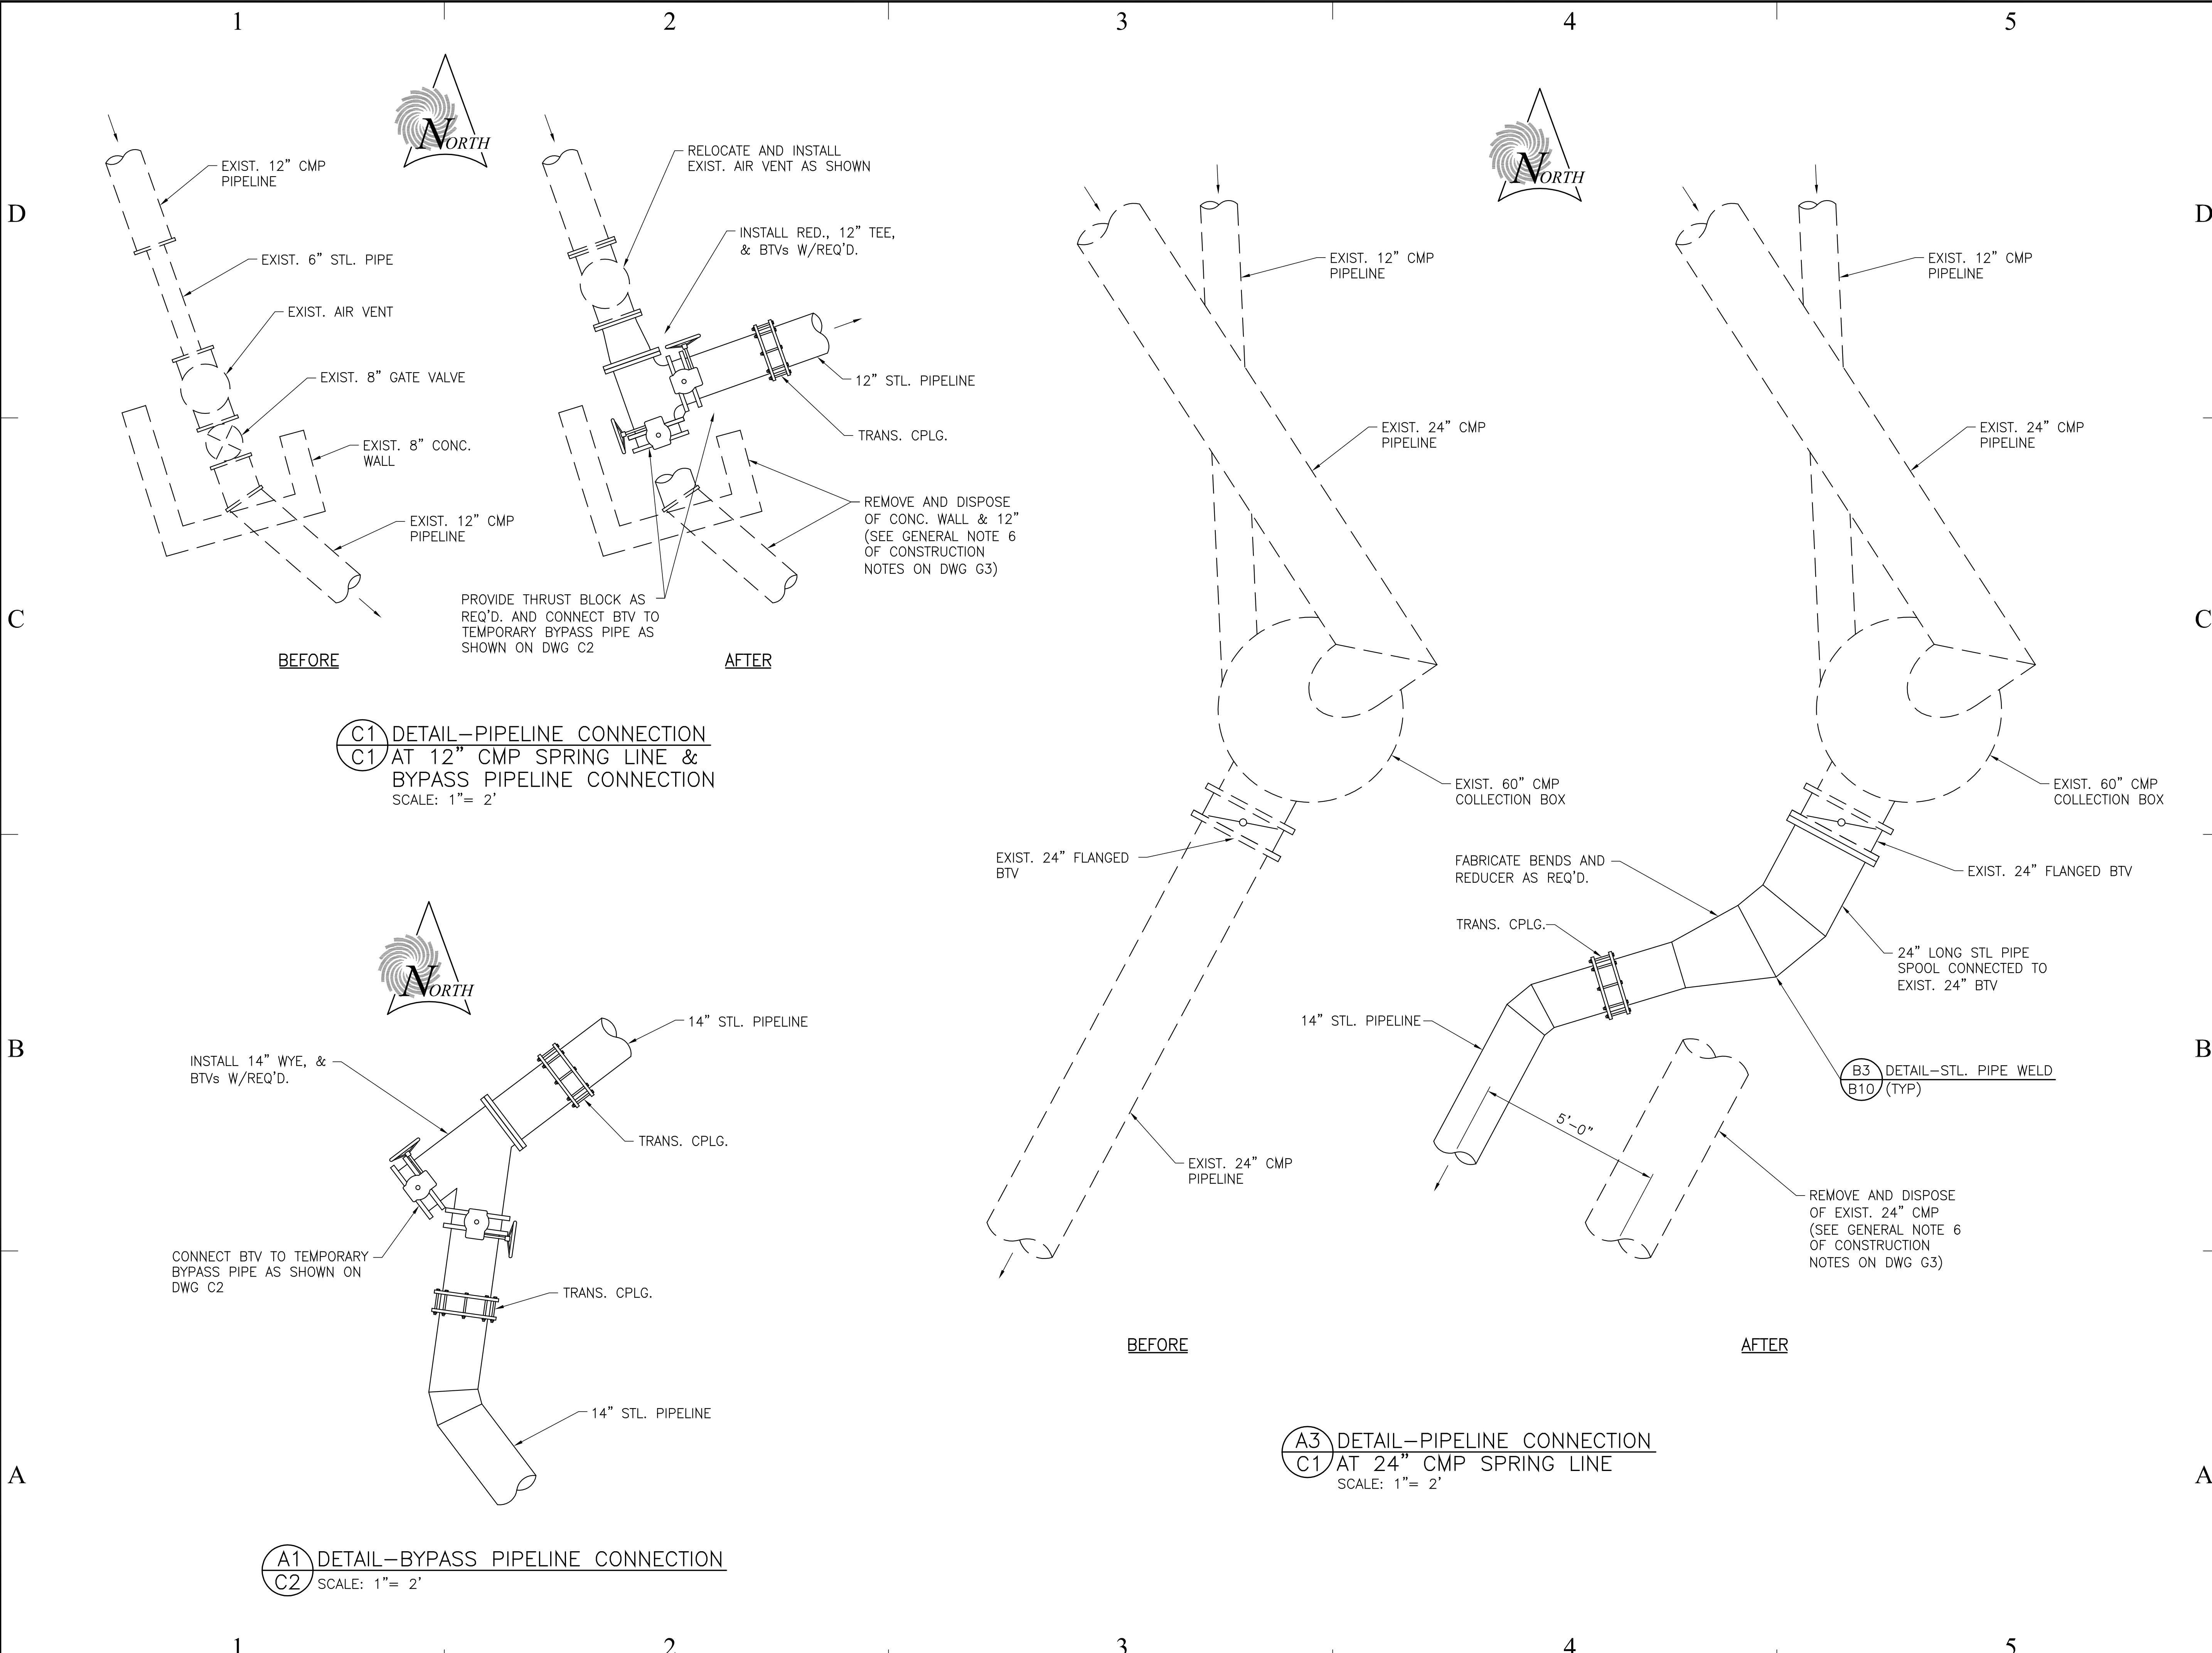 1
2
3
4
5
D
D
C
C
B
B
A
A
NORTH
EXIST. 12” CMP
PIPELINE
EXIST. 6” STL. PIPE
EXIST. AIR VENT
EXIST. 8” GATE VALVE
EXIST. 8” CONC.
WALL
EXIST. 12” CMP
PIPELINE
BEFORE
RELOCATE AND INSTALL
EXIST. AIR VENT AS SHOWN
INSTALL RED., 12” TEE,
& BTVs W/REQ’D.
12” STL. PIPELINE
TRANS. CPLG.
REMOVE AND DISPOSE
OF CONC. WALL & 12”
(SEE GENERAL NOTE 6
OF CONSTRUCTION
NOTES ON DWG G3)
PROVIDE THRUST BLOCK AS
REQ’D. AND CONNECT BTV TO
TEMPORARY BYPASS PIPE AS
SHOWN ON DWG C2
AFTER
C1 DETAIL–PIPELINE CONNECTION
C1 AT 12” CMP SPRING LINE &
BYPASS PIPELINE CONNECTION
SCALE: 1”= 2’
NORTH
14” STL. PIPELINE
INSTALL 14” WYE, &
BTVs W/REQ’D.
TRANS. CPLG.
CONNECT BTV TO TEMPORARY
BYPASS PIPE AS SHOWN ON
DWG C2
TRANS. CPLG.
14” STL. PIPELINE
A1 DETAIL–BYPASS PIPELINE CONNECTION
C2 SCALE: 1”= 2’
NORTH
EXIST. 12” CMP
PIPELINE
EXIST. 24” CMP
PIPELINE
EXIST. 60” CMP
COLLECTION BOX
EXIST. 24” FLANGED
BTV
EXIST. 24” CMP
PIPELINE
BEFORE
EXIST. 12” CMP
PIPELINE
EXIST. 24” CMP
PIPELINE
EXIST. 60” CMP
COLLECTION BOX
FABRICATE BENDS AND
REDUCER AS REQ’D.
EXIST. 24” FLANGED BTV
TRANS. CPLG.
24” LONG STL PIPE
SPOOL CONNECTED TO
EXIST. 24” BTV
14” STL. PIPELINE
B3 DETAIL–STL. PIPE WELD
B10 (TYP)
5’–0”
REMOVE AND DISPOSE
OF EXIST. 24” CMP
(SEE GENERAL NOTE 6
OF CONSTRUCTION
NOTES ON DWG G3)
AFTER
A3 DETAIL–PIPELINE CONNECTION
C1 AT 24” CMP SPRING LINE
SCALE: 1”= 2’
1
2
3
4
5